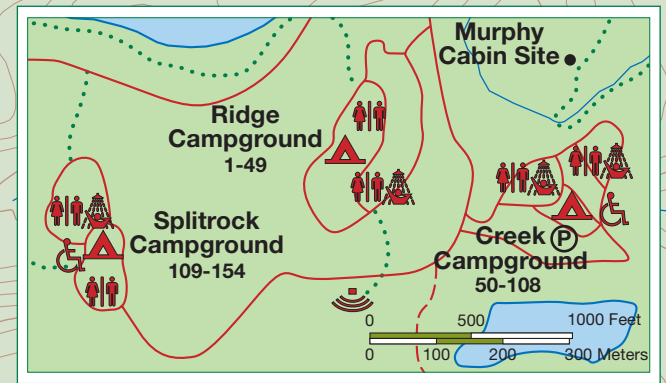 Murphy
Cabin Site
Ridge
Campground
1-49
Splitrock
Campground
109-154
Creek P
Campground
50-108
0 500 1000 Feet
0 100 200 300 Meters